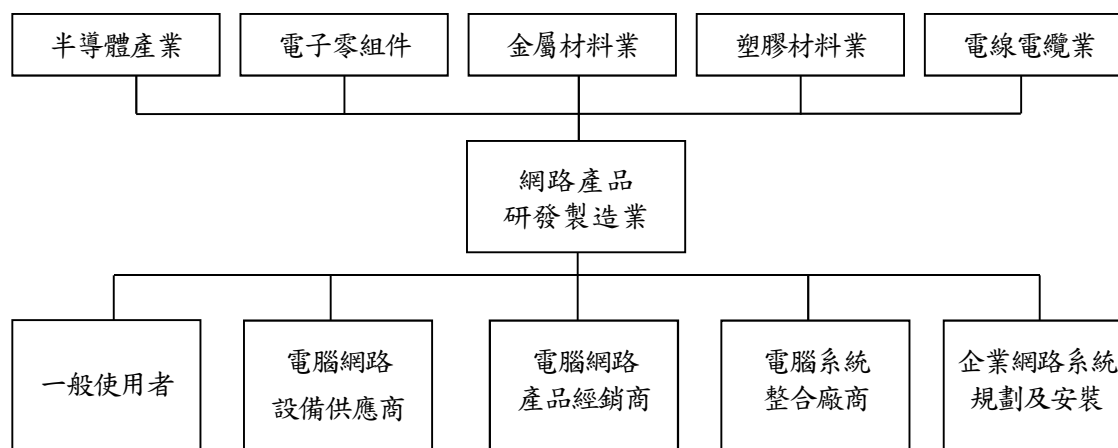 半導體產業
電子零組件
金屬材料業
塑膠材料業
電線電纜業
網路產品
研發製造業
一般使用者
電腦網路
設備供應商
電腦網路
產品經銷商
電腦系統
整合廠商
企業網路系統
規劃及安裝